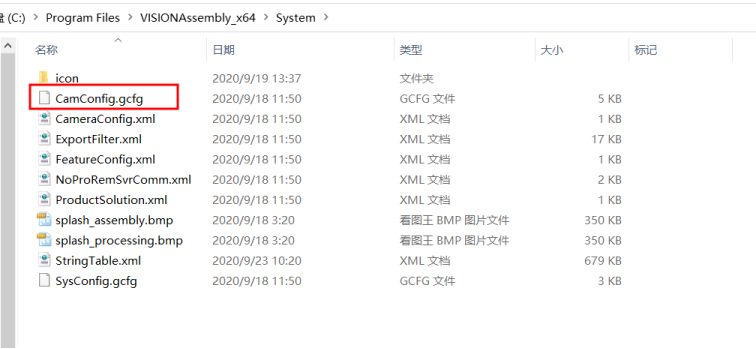 盘 (C:) > Program Files > VISIONAssembly_x64 > System >
名称 日期 类型 大小 标记
icon 2020/9/19 13:37 文件夹
CamConfig.gcfg 2020/9/18 11:50 GCFG 文件 5 KB
CameraConfig.xml 2020/9/18 11:50 XML 文档 1 KB
ExportFilter.xml 2020/9/18 11:50 XML 文档 17 KB
FeatureConfig.xml 2020/9/18 11:50 XML 文档 1 KB
NoProRemSvrComm.xml 2020/9/18 11:50 XML 文档 2 KB
ProductSolution.xml 2020/9/18 11:50 XML 文档 1 KB
splash_assembly.bmp 2020/9/18 3:20 看图王 BMP 图片文件 350 KB
splash_processing.bmp 2020/9/18 3:20 看图王 BMP 图片文件 350 KB
StringTable.xml 2020/9/23 10:20 XML 文档 679 KB
SysConfig.gcfg 2020/9/18 11:50 GCFG 文件 3 KB